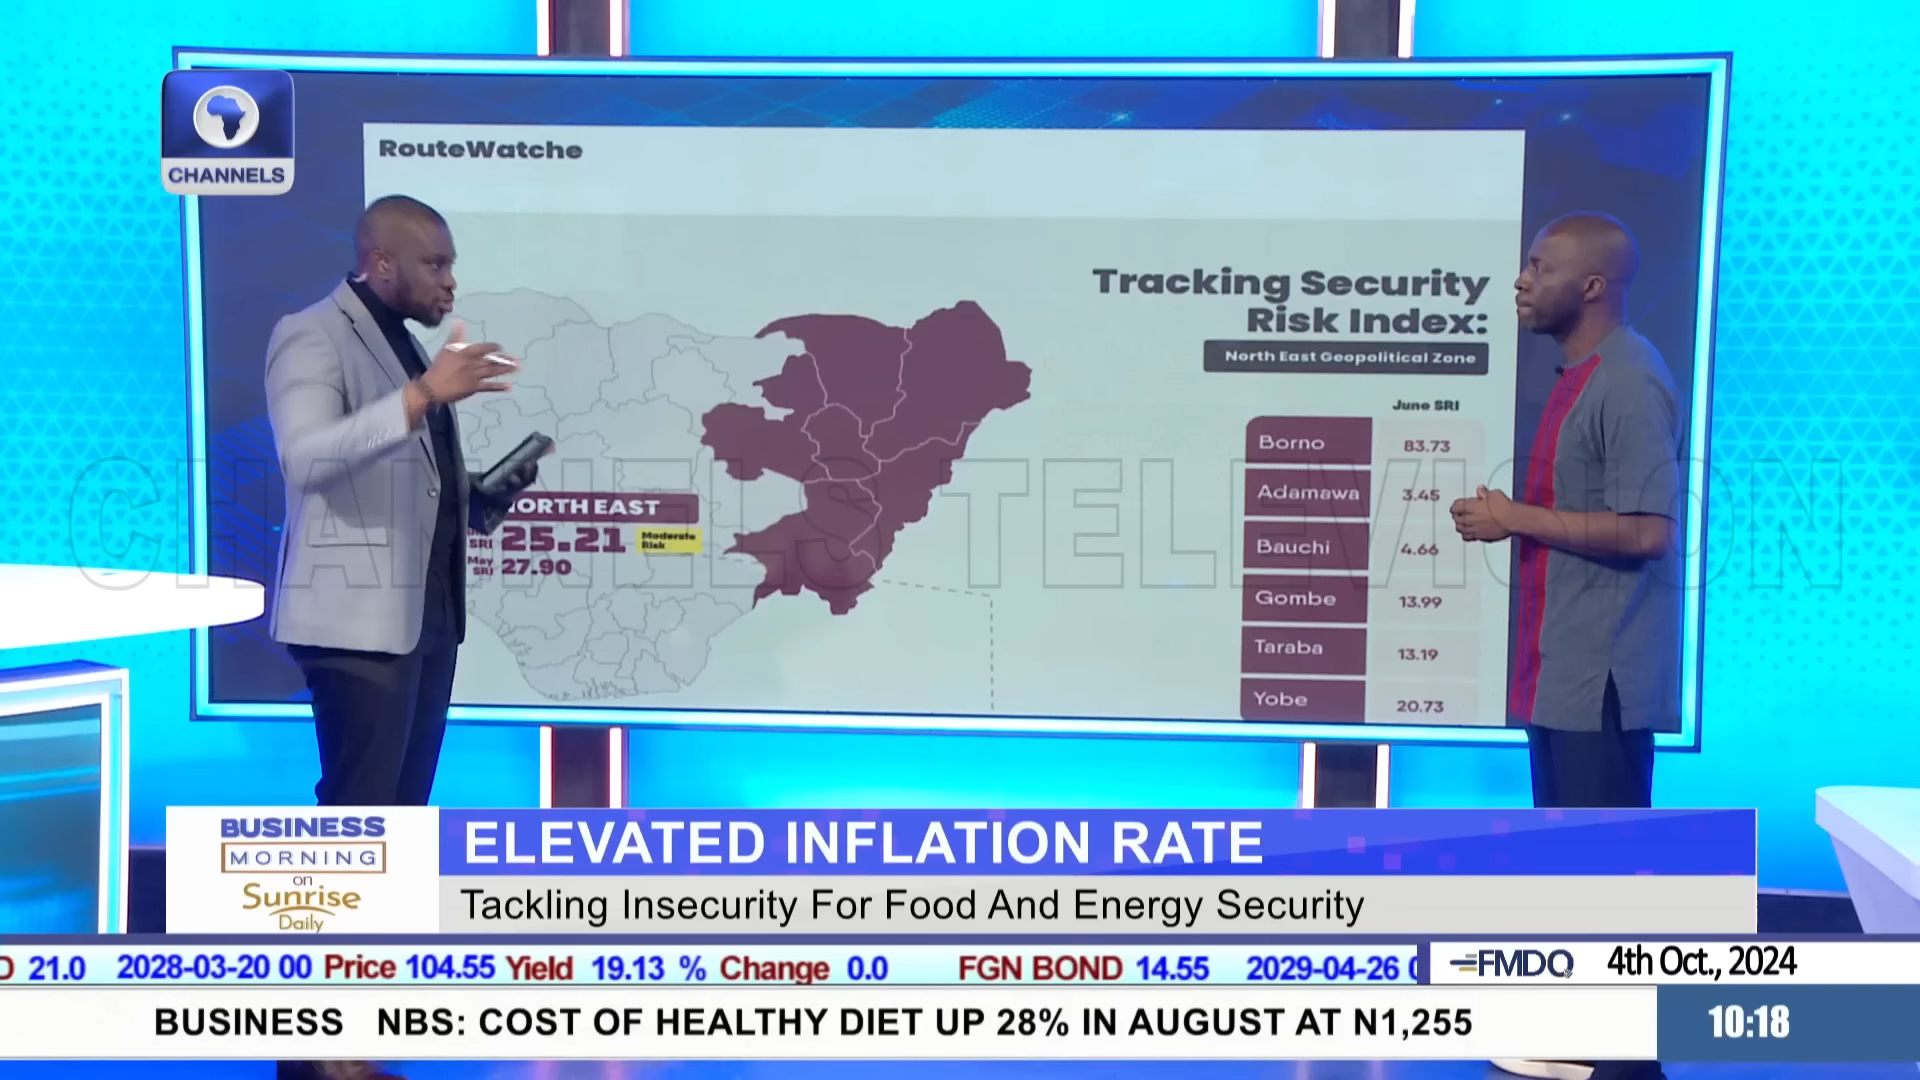 CHANNELS
RouteWatche
Tracking Security
Risk Index:
North East Geopolitical Zone
June SRI
Borno 83.73
Adamawa 3.45
Bauchi 4.66
Gombe 13.99
Taraba 13.19
Yobe 20.73
NORTH EAST
SRI 25.21 Moderate Risk
May SRI 27.90
CHANNELS TELEVISION
BUSINESS
MORNING
on
Sunrise
Daily
ELEVATED INFLATION RATE
Tackling Insecurity For Food And Energy Security
D 21.0 2028-03-20 00 Price 104.55 Yield 19.13 % Change 0.0 FGN BOND 14.55 2029-04-26 0
FMDQ 4th Oct., 2024
BUSINESS NBS: COST OF HEALTHY DIET UP 28% IN AUGUST AT N1,255
10:18